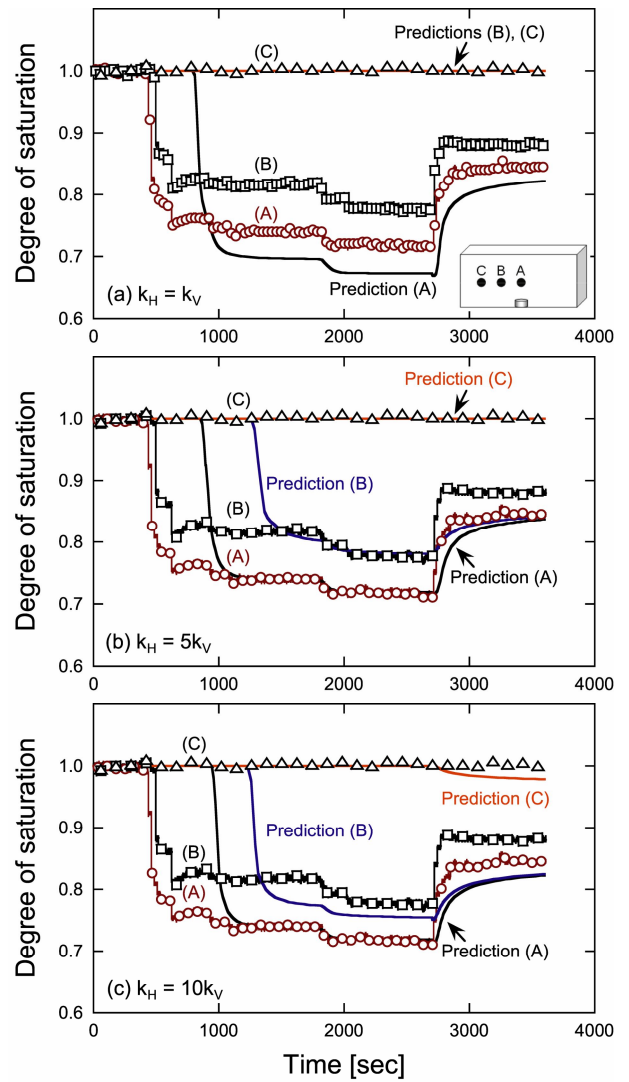 Predictions (B), (C)
(C)
1.0
0.9
(B)
0.8
(A)
0.7
Prediction (A)
C B A
(a) kH = kV
0.6
0 1000 2000 3000 4000
Degree of saturation
Prediction (C)
(C)
1.0
0.9
Prediction (B)
(B)
0.8
(A)
Prediction (A)
0.7
(b) kH = 5kV
0.6
0 1000 2000 3000 4000
Degree of saturation
(C)
1.0
Prediction (C)
0.9
Prediction (B)
(B)
0.8
(A)
Prediction (A)
0.7
(c) kH = 10kV
0.6
0 1000 2000 3000 4000
Degree of saturation
Time [sec]